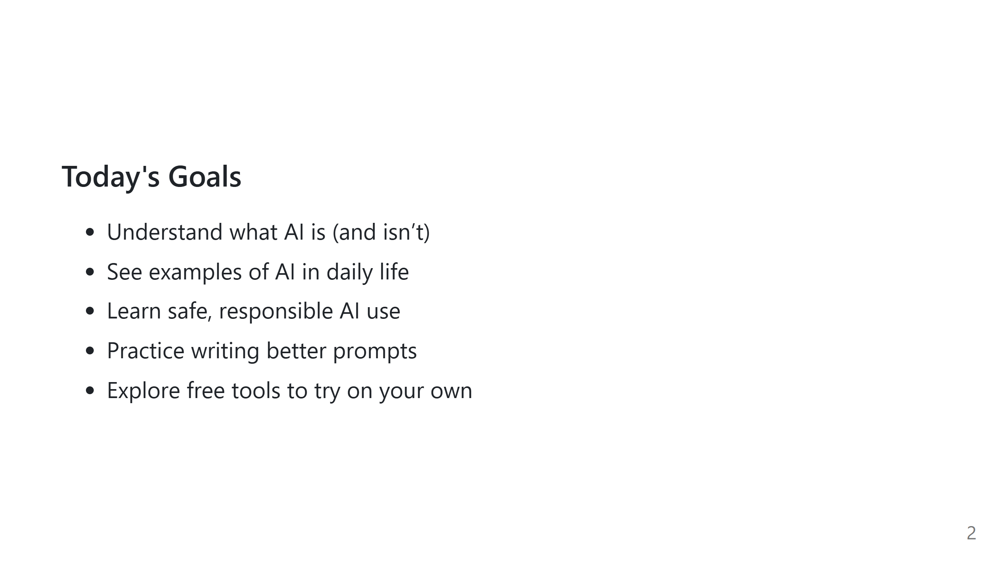 Today's Goals
• Understand what AI is (and isn’t)
• See examples of AI in daily life
• Learn safe, responsible AI use
• Practice writing better prompts
• Explore free tools to try on your own
2